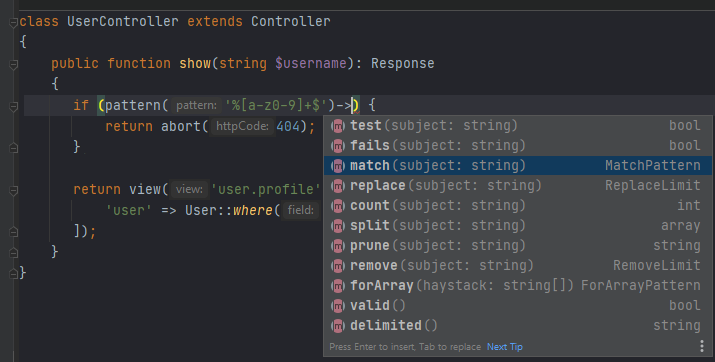 class UserController extends Controller
{
public function show(string $username): Response
{
if (pattern( pattern: '%[a-z0-9]+$')->) {
return abort( httpCode: 404);
}
return view( view: 'user.profile'
'user' => User::where( field:
]);
}
}
m test(subject: string) bool
m fails(subject: string) bool
m match(subject: string) MatchPattern
m replace(subject: string) ReplaceLimit
m count(subject: string) int
m split(subject: string) array
m prune(subject: string) string
m remove(subject: string) RemoveLimit
m forArray(haystack: string[]) ForArrayPattern
m valid() bool
m delimited() string
Press Enter to insert, Tab to replace Next Tip